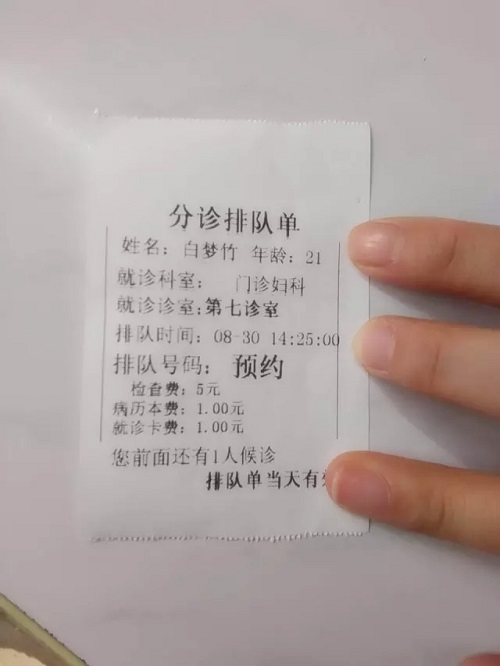 分诊排队单
姓名：白梦竹 年龄：21
就诊科室： 门诊妇科
就诊诊室:第七诊室
排队时间：08-30 14:25:00
排队号码：预约
检查费：5元
病历本费：1.00元
就诊卡费：1.00元
您前面还有1人候诊
排队单当天有